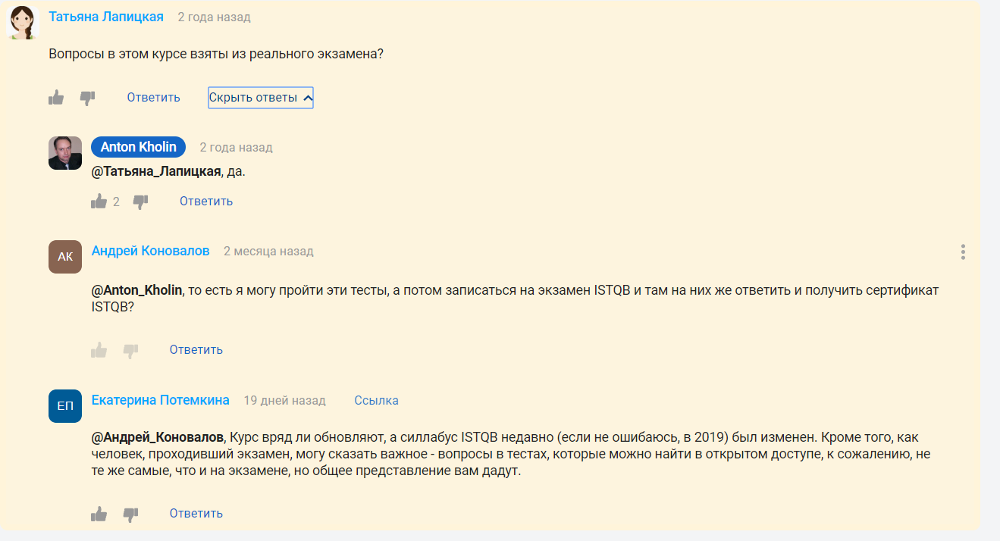 Татьяна Лапицкая 2 года назад
Вопросы в этом курсе взяты из реального экзамена?
Ответить Скрыть ответы
Anton Kholin 2 года назад
@Татьяна_Лапицкая, да.
2 Ответить
АК Андрей Коновалов 2 месяца назад
@Anton_Kholin, то есть я могу пройти эти тесты, а потом записаться на экзамен ISTQB и там на них же ответить и получить сертификат
ISTQB?
Ответить
ЕП Екатерина Потемкина 19 дней назад Ссылка
@Андрей_Коновалов, Курс вряд ли обновляют, а силлабус ISTQB недавно (если не ошибаюсь, в 2019) был изменен. Кроме того, как
человек, проходивший экзамен, могу сказать важное - вопросы в тестах, которые можно найти в открытом доступе, к сожалению, не
те же самые, что и на экзамене, но общее представление вам дадут.
Ответить